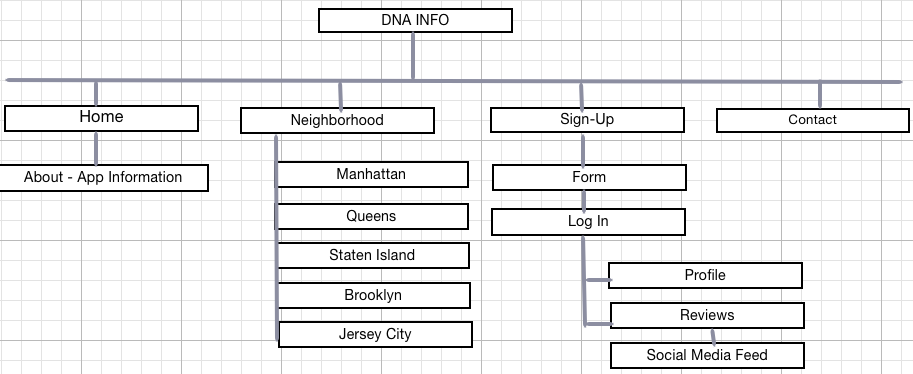 DNA INFO
Home
Neighborhood
Sign-Up
Contact
About - App Information
Manhattan
Queens
Staten Island
Brooklyn
Jersey City
Form
Log In
Profile
Reviews
Social Media Feed